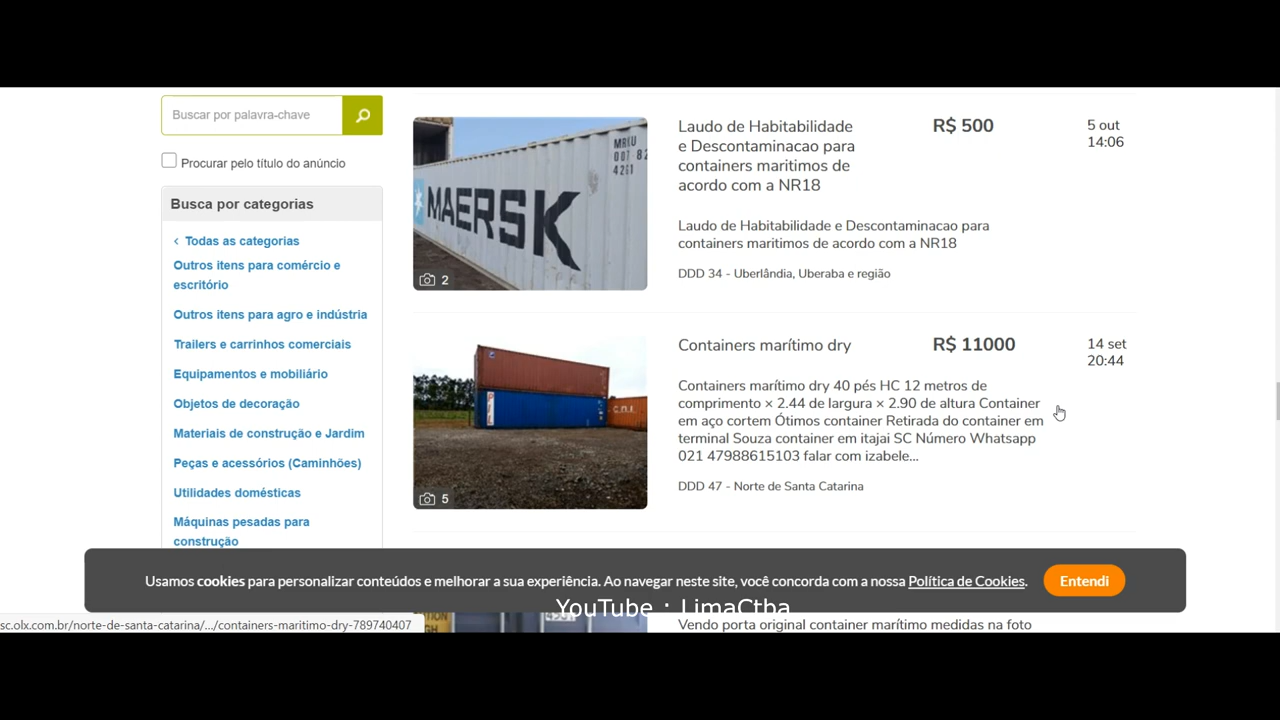 Buscar por palavra-chave
Procurar pelo título do anúncio
Busca por categorias
‹ Todas as categorias
Outros itens para comércio e
escritório
Outros itens para agro e indústria
Trailers e carrinhos comerciais
Equipamentos e mobiliário
Objetos de decoração
Materiais de construção e Jardim
Peças e acessórios (Caminhões)
Utilidades domésticas
Máquinas pesadas para
construção
MRKU
007 82
4261
MAERSK
2
Laudo de Habitabilidade
e Descontaminacao para
containers maritimos de
acordo com a NR18
R$ 500
5 out
14:06
Laudo de Habitabilidade e Descontaminacao para
containers maritimos de acordo com a NR18
DDD 34 - Uberlândia, Uberaba e região
5
Containers marítimo dry
R$ 11000
14 set
20:44
Containers marítimo dry 40 pés HC 12 metros de
comprimento × 2.44 de largura × 2.90 de altura Container
em aço cortem Ótimos container Retirada do container em
terminal Souza container em itajai SC Número Whatsapp
021 47988615103 falar com izabele...
DDD 47 - Norte de Santa Catarina
Usamos cookies para personalizar conteúdos e melhorar a sua experiência. Ao navegar neste site, você concorda com a nossa Política de Cookies.
Entendi
YouTube : LimaCtba
Vendo porta original container marítimo medidas na foto
sc.olx.com.br/norte-de-santa-catarina/.../containers-maritimo-dry-789740407